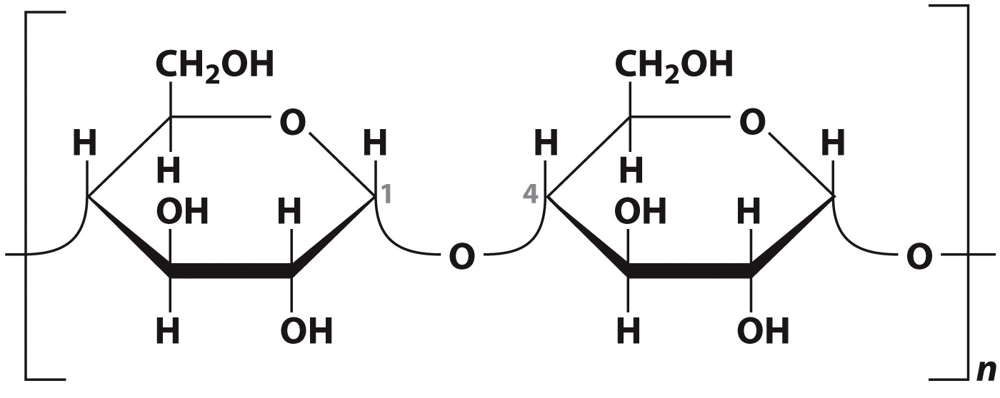 CH₂OH CH₂OH
O O
H H H H
H H
1 4
OH H OH H
O O
H OH H OH
n